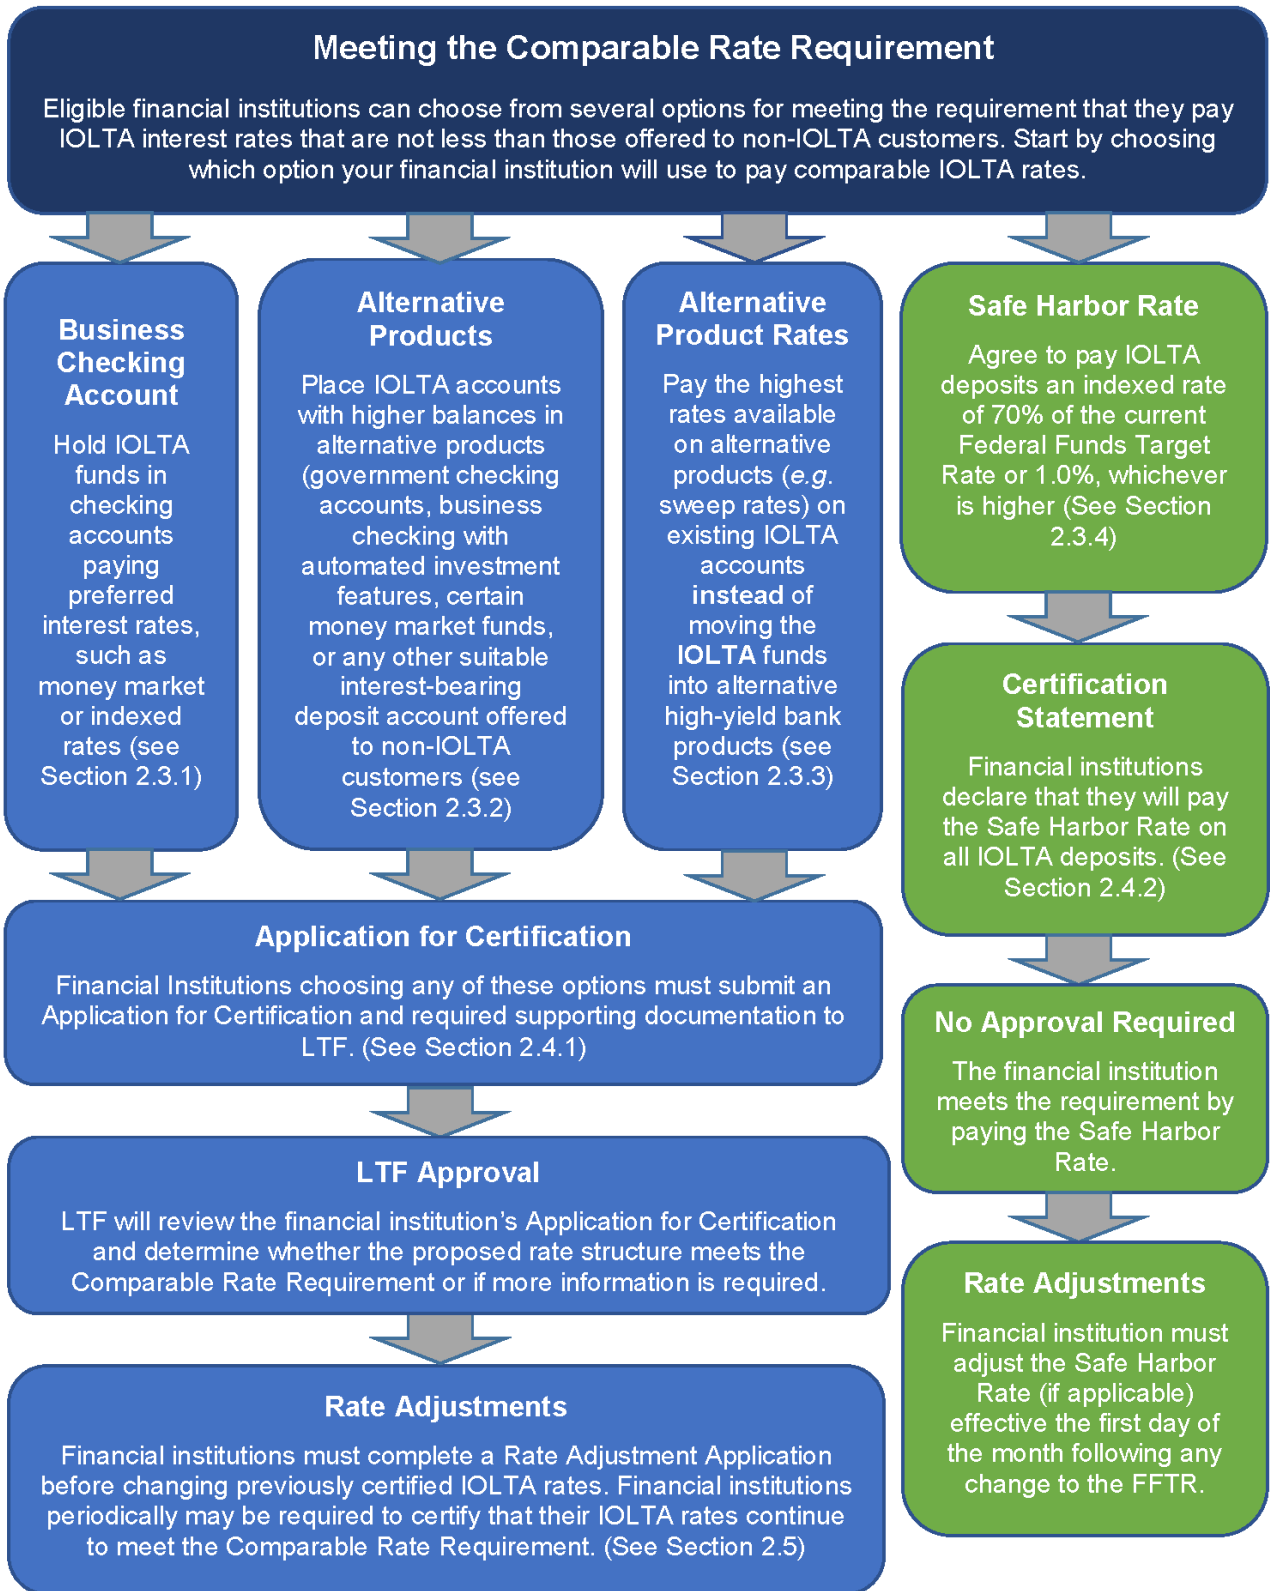 Meeting the Comparable Rate Requirement
Eligible financial institutions can choose from several options for meeting the requirement that they pay
IOLTA interest rates that are not less than those offered to non-IOLTA customers. Start by choosing
which option your financial institution will use to pay comparable IOLTA rates.
Business
Checking
Account
Hold IOLTA
funds in
checking
accounts
paying
preferred
interest rates,
such as
money market
or indexed
rates (see
Section 2.3.1)
Alternative
Products
Place IOLTA accounts
with higher balances in
alternative products
(government checking
accounts, business
checking with
automated investment
features, certain
money market funds,
or any other suitable
interest-bearing
deposit account offered
to non-IOLTA
customers (see
Section 2.3.2)
Alternative
Product Rates
Pay the highest
rates available
on alternative
products (e.g.
sweep rates) on
existing IOLTA
accounts
instead of
moving the
IOLTA funds
into alternative
high-yield bank
products (see
Section 2.3.3)
Safe Harbor Rate
Agree to pay IOLTA
deposits an indexed rate
of 70% of the current
Federal Funds Target
Rate or 1.0%, whichever
is higher (See Section
2.3.4)
Application for Certification
Financial Institutions choosing any of these options must submit an
Application for Certification and required supporting documentation to
LTF. (See Section 2.4.1)
LTF Approval
LTF will review the financial institution's Application for Certification
and determine whether the proposed rate structure meets the
Comparable Rate Requirement or if more information is required.
Rate Adjustments
Financial institutions must complete a Rate Adjustment Application
before changing previously certified IOLTA rates. Financial institutions
periodically may be required to certify that their IOLTA rates continue
to meet the Comparable Rate Requirement. (See Section 2.5)
Certification
Statement
Financial institutions
declare that they will pay
the Safe Harbor Rate on
all IOLTA deposits. (See
Section 2.4.2)
No Approval Required
The financial institution
meets the requirement by
paying the Safe Harbor
Rate.
Rate Adjustments
Financial institution must
adjust the Safe Harbor
Rate (if applicable)
effective the first day of
the month following any
change to the FFTR.